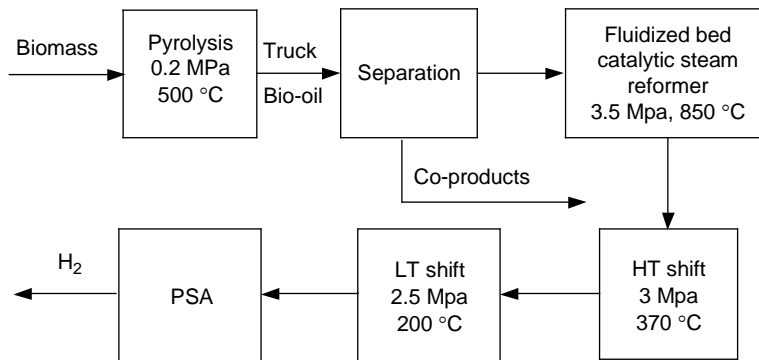 Biomass
Pyrolysis
0.2 MPa
500 °C
Truck
Bio-oil
Separation
Fluidized bed
catalytic steam
reformer
3.5 Mpa, 850 °C
Co-products
H₂
PSA
LT shift
2.5 Mpa
200 °C
HT shift
3 Mpa
370 °C